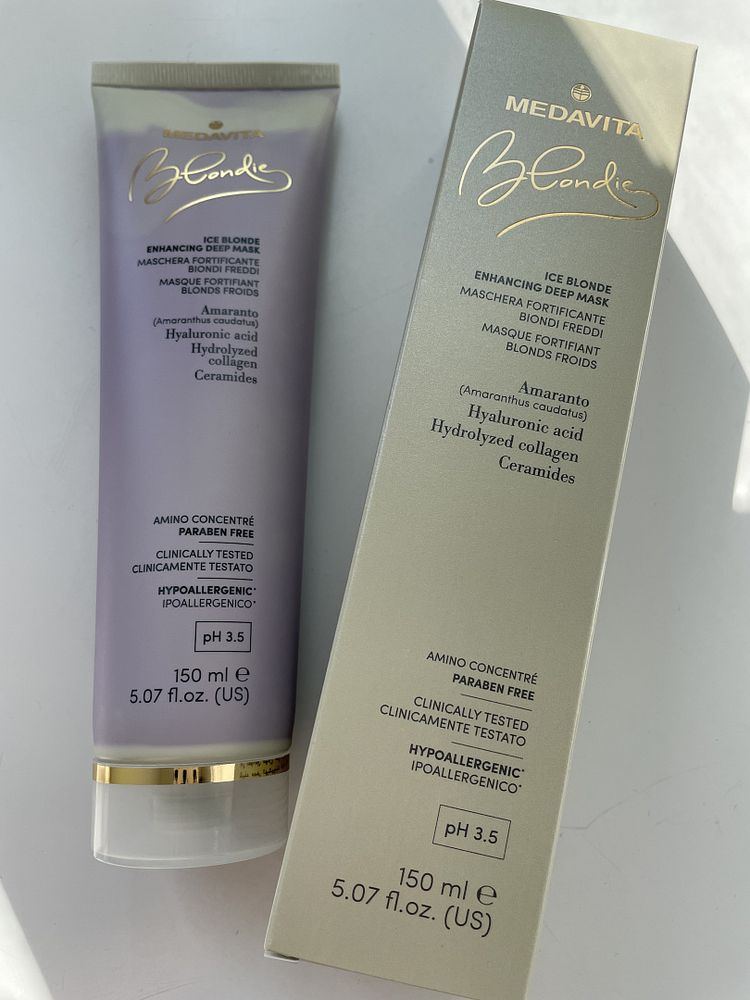 MEDAVITA
Blondie
ICE BLONDE
ENHANCING DEEP MASK
MASCHERA FORTIFICANTE
BIONDI FREDDI
MASQUE FORTIFIANT
BLONDS FROIDS
Amaranto
(Amaranthus caudatus)
Hyaluronic acid
Hydrolyzed
collagen
Ceramides
AMINO CONCENTRÉ
PARABEN FREE
CLINICALLY TESTED
CLINICAMENTE TESTATO
HYPOALLERGENIC*
IPOALLERGENICO*
pH 3.5
150 ml e
5.07 fl.oz. (US)
MEDAVITA
Blondie
ICE BLONDE
ENHANCING DEEP MASK
MASCHERA FORTIFICANTE
BIONDI FREDDI
MASQUE FORTIFIANT
BLONDS FROIDS
Amaranto
(Amaranthus caudatus)
Hyaluronic acid
Hydrolyzed collagen
Ceramides
AMINO CONCENTRÉ
PARABEN FREE
CLINICALLY TESTED
CLINICAMENTE TESTATO
HYPOALLERGENIC*
IPOALLERGENICO*
pH 3.5
150 ml e
5.07 fl.oz. (US)